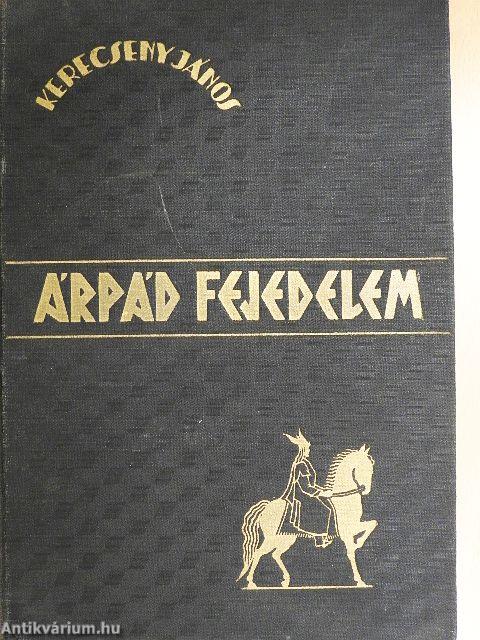 KERECSENY JÁNOS
ÁRPÁD FEJEDELEM
Antikvárium.hu